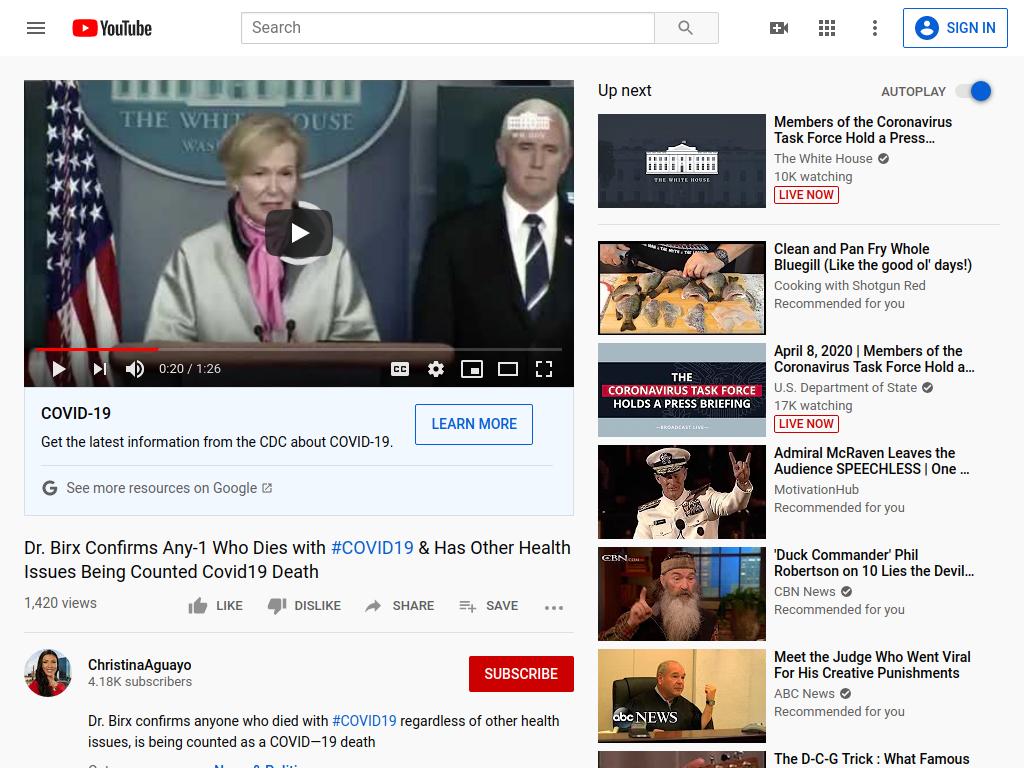 YouTube
Search
SIGN IN
THE WHITE HOUSE
WAS
0:20 / 1:26
CC
COVID-19
Get the latest information from the CDC about COVID-19.
LEARN MORE
See more resources on Google
Dr. Birx Confirms Any-1 Who Dies with #COVID19 & Has Other Health
Issues Being Counted Covid19 Death
1,420 views
LIKE
DISLIKE
SHARE
SAVE
ChristinaAguayo
4.18K subscribers
SUBSCRIBE
Dr. Birx confirms anyone who died with #COVID19 regardless of other health
issues, is being counted as a COVID—19 death
Up next
AUTOPLAY
THE WHITE HOUSE
Members of the Coronavirus
Task Force Hold a Press…
The White House
10K watching
LIVE NOW
Clean and Pan Fry Whole
Bluegill (Like the good ol' days!)
Cooking with Shotgun Red
Recommended for you
THE
CORONAVIRUS TASK FORCE
HOLDS A PRESS BRIEFING
—BROADCAST LIVE—
April 8, 2020 | Members of the
Coronavirus Task Force Hold a…
U.S. Department of State
17K watching
LIVE NOW
Admiral McRaven Leaves the
Audience SPEECHLESS | One …
MotivationHub
Recommended for you
CBN.COM
'Duck Commander' Phil
Robertson on 10 Lies the Devil…
CBN News
Recommended for you
abc NEWS
Meet the Judge Who Went Viral
For His Creative Punishments
ABC News
Recommended for you
The D-C-G Trick : What Famous